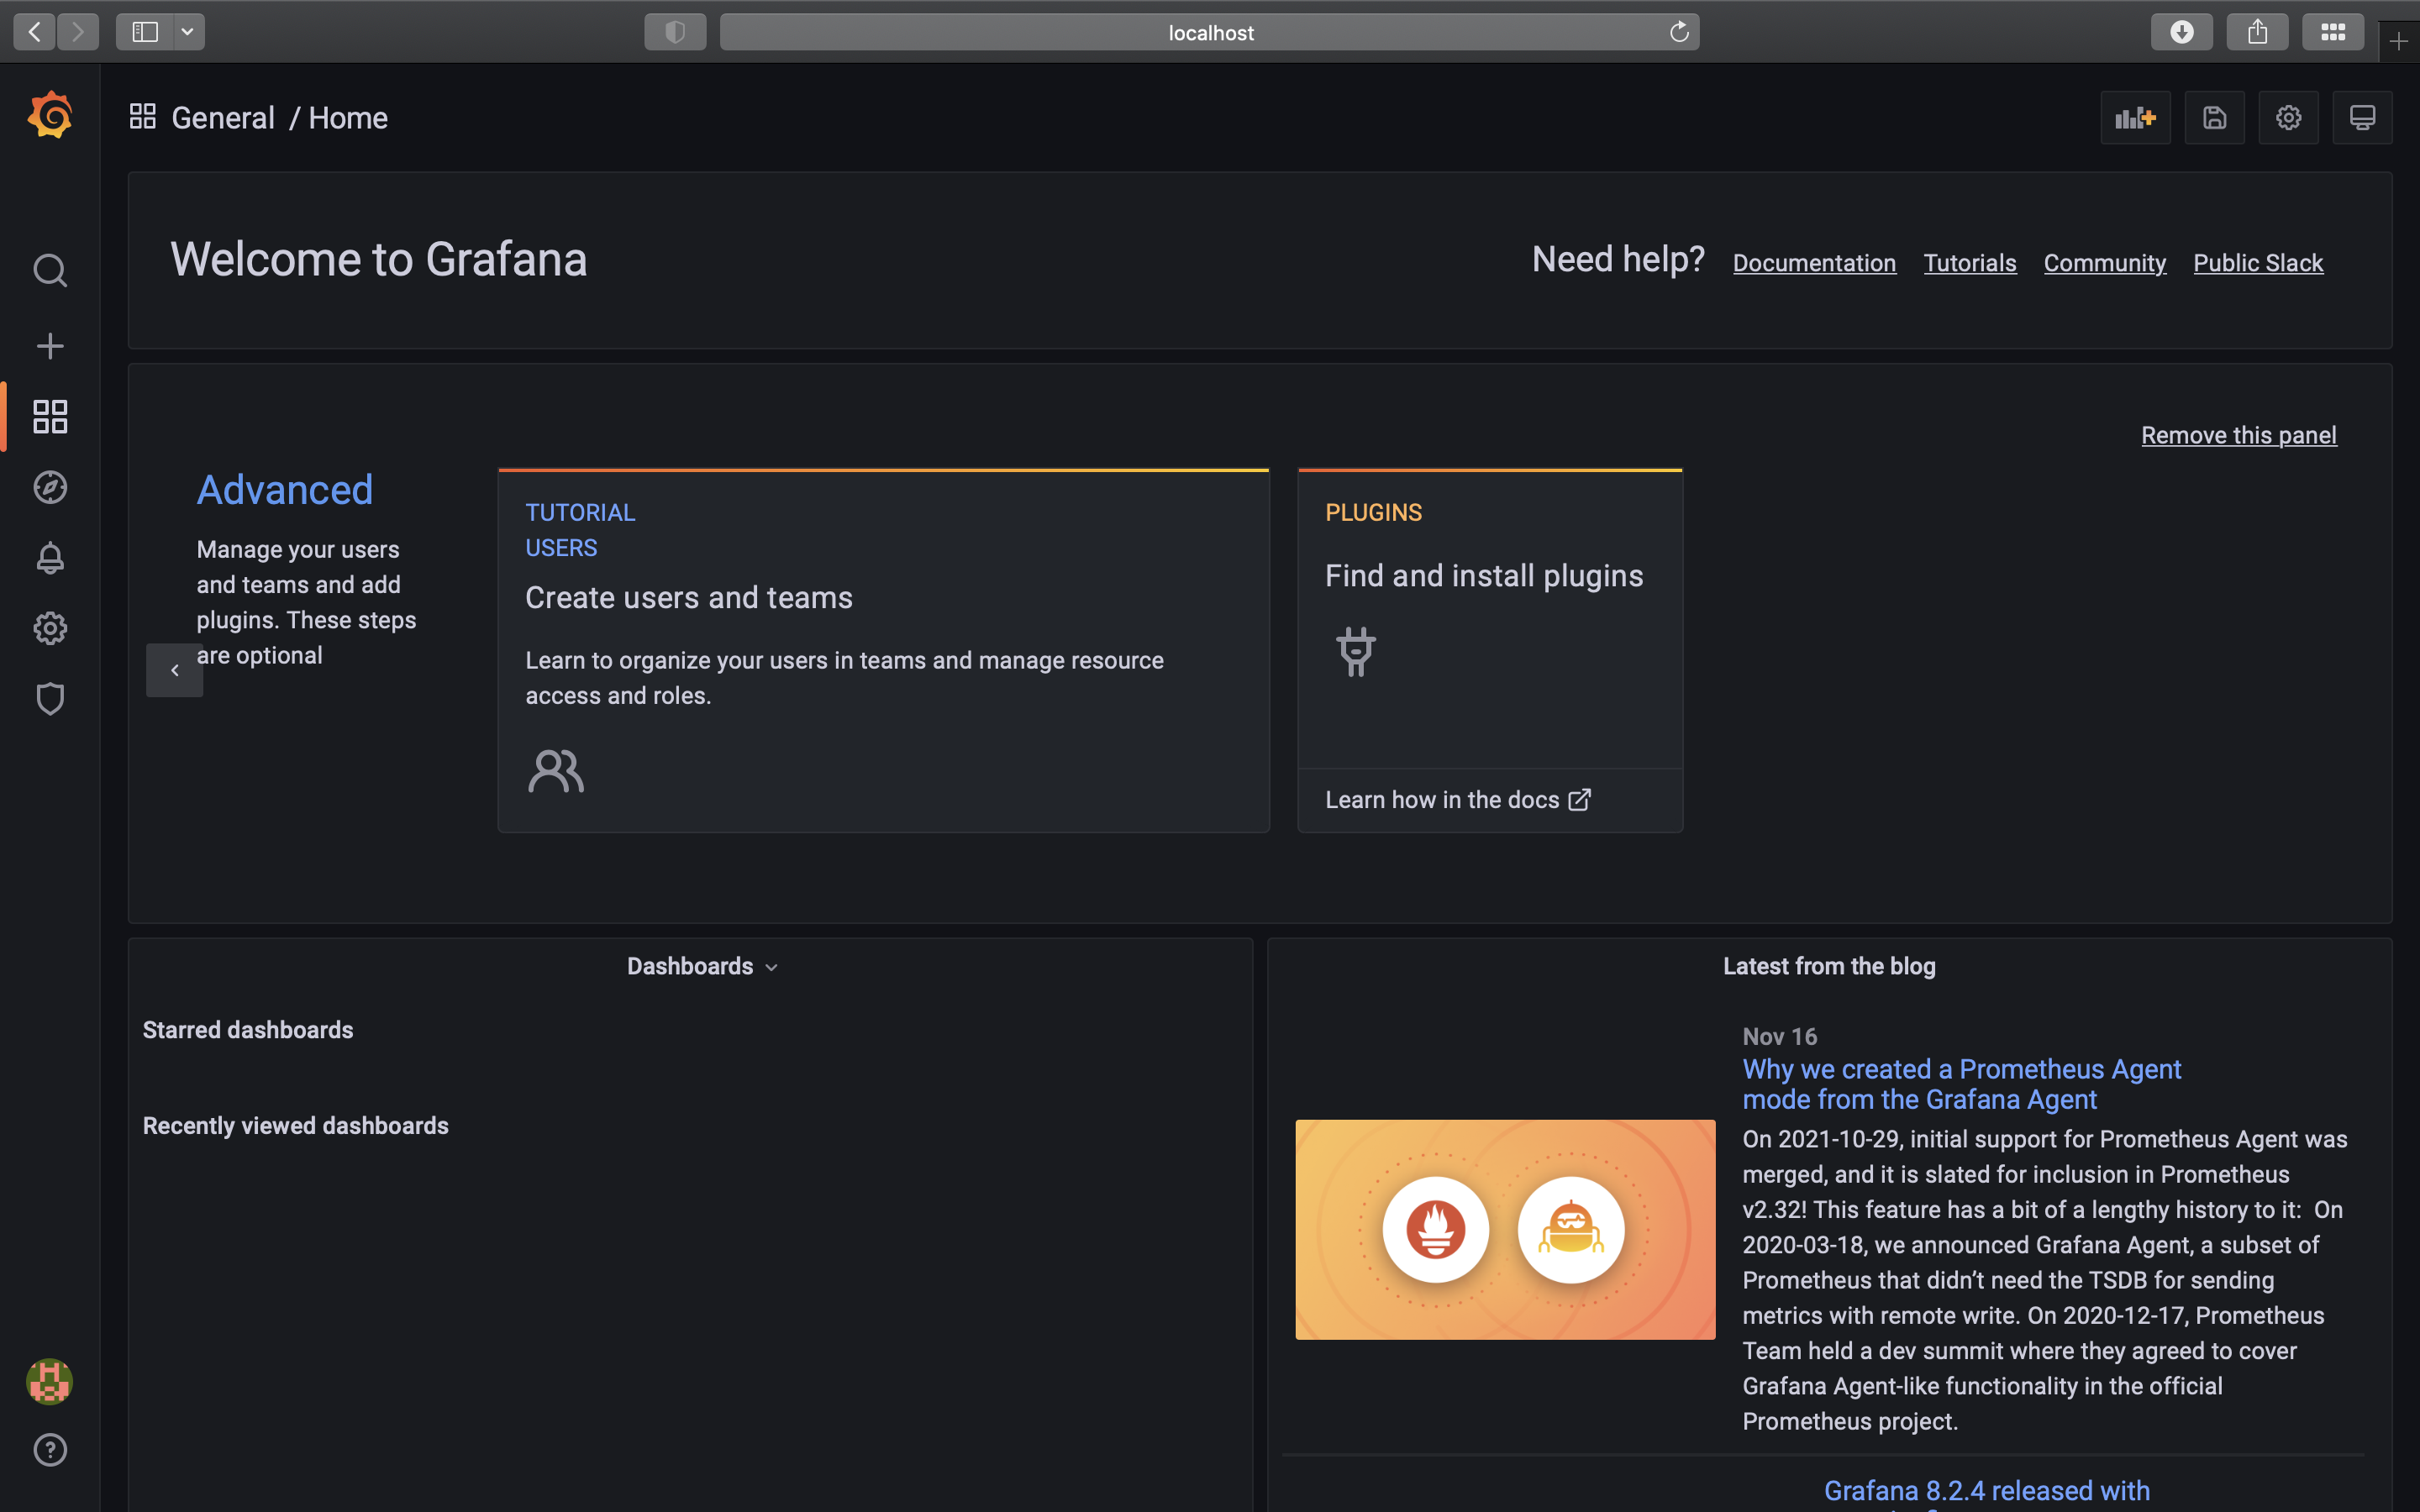 localhost
General / Home
Welcome to Grafana
Need help? Documentation Tutorials Community Public Slack
Remove this panel
Advanced
Manage your users
and teams and add
plugins. These steps
are optional
TUTORIAL
USERS
Create users and teams
Learn to organize your users in teams and manage resource
access and roles.
PLUGINS
Find and install plugins
Learn how in the docs
Dashboards
Starred dashboards
Recently viewed dashboards
Latest from the blog
Nov 16
Why we created a Prometheus Agent
mode from the Grafana Agent
On 2021-10-29, initial support for Prometheus Agent was
merged, and it is slated for inclusion in Prometheus
v2.32! This feature has a bit of a lengthy history to it: On
2020-03-18, we announced Grafana Agent, a subset of
Prometheus that didn’t need the TSDB for sending
metrics with remote write. On 2020-12-17, Prometheus
Team held a dev summit where they agreed to cover
Grafana Agent-like functionality in the official
Prometheus project.
Grafana 8.2.4 released with